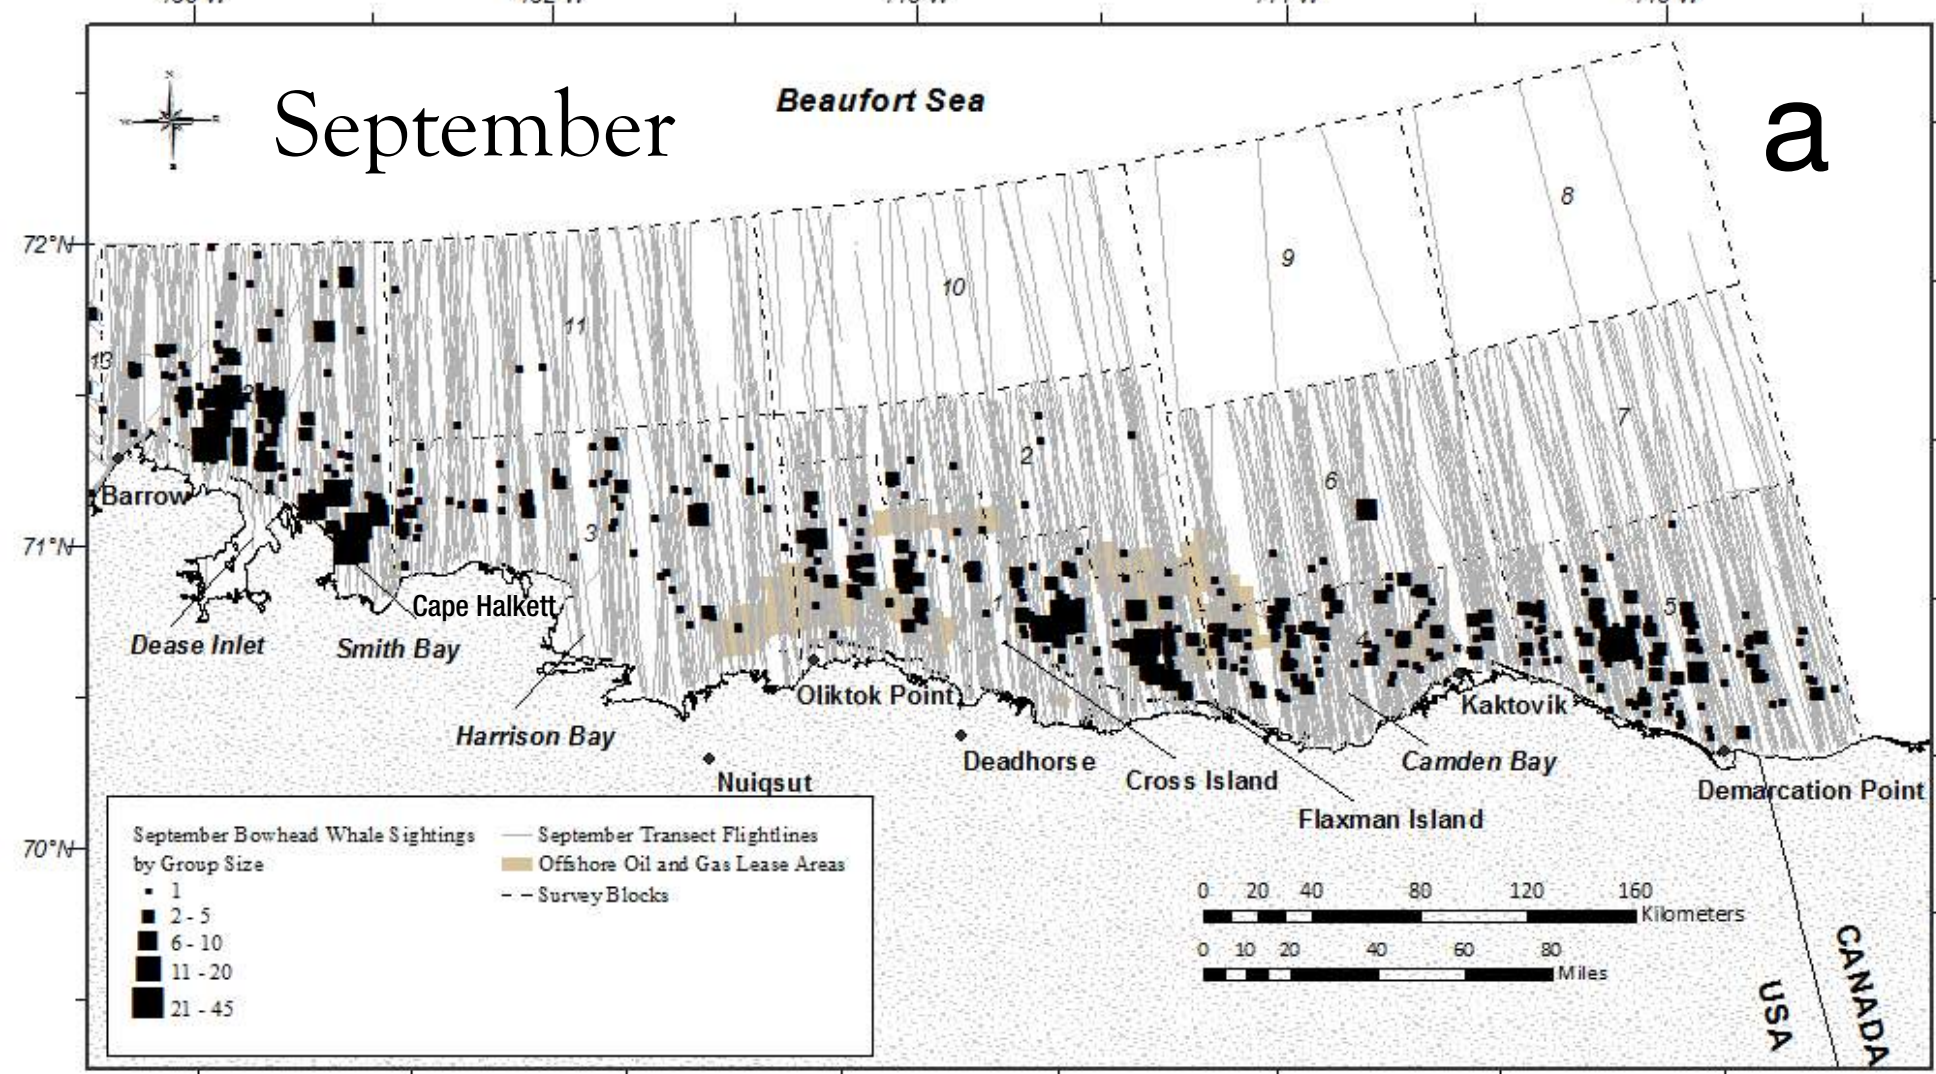 Beaufort Sea
September
a
8
72°N
9
10
11
13
7
2
6
Barrow
3
71°N
1
5
4
Cape Halkett
Dease Inlet
Smith Bay
Oliktok Point
Kaktovik
Harrison Bay
Deadhorse
Camden Bay
Nuiqsut
Cross Island
Demarcation Point
Flaxman Island
70°N
September Bowhead Whale Sightings
by Group Size
1
2 - 5
6 - 10
11 - 20
21 - 45
September Transect Flightlines
Offshore Oil and Gas Lease Areas
Survey Blocks
0 20 40 80 120 160
Kilometers
0 10 20 40 60 80
Miles
USA
CANADA